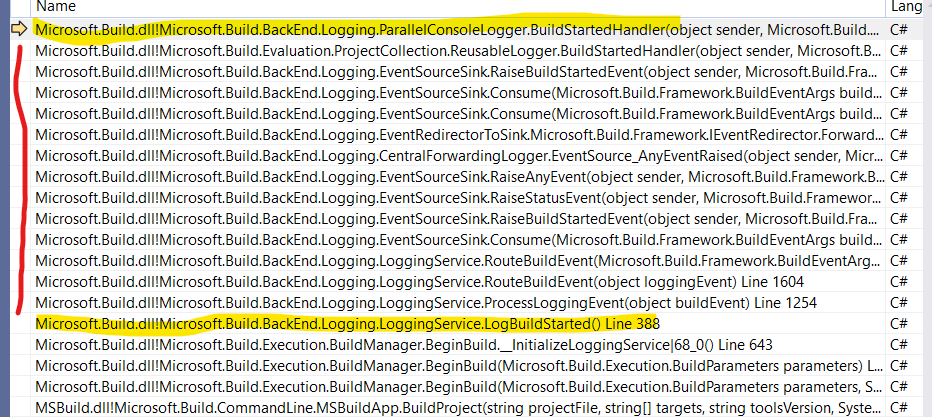 Name Lang
Microsoft.Build.dll!Microsoft.Build.BackEnd.Logging.ParallelConsoleLogger.BuildStartedHandler(object sender, Microsoft.Build.... C#
Microsoft.Build.dll!Microsoft.Build.Evaluation.ProjectCollection.ReusableLogger.BuildStartedHandler(object sender, Microsoft.B... C#
Microsoft.Build.dll!Microsoft.Build.BackEnd.Logging.EventSourceSink.RaiseBuildStartedEvent(object sender, Microsoft.Build.Fra... C#
Microsoft.Build.dll!Microsoft.Build.BackEnd.Logging.EventSourceSink.Consume(Microsoft.Build.Framework.BuildEventArgs build... C#
Microsoft.Build.dll!Microsoft.Build.BackEnd.Logging.EventSourceSink.Consume(Microsoft.Build.Framework.BuildEventArgs build... C#
Microsoft.Build.dll!Microsoft.Build.BackEnd.Logging.EventRedirectorToSink.Microsoft.Build.Framework.IEventRedirector.Forward... C#
Microsoft.Build.dll!Microsoft.Build.BackEnd.Logging.CentralForwardingLogger.EventSource_AnyEventRaised(object sender, Micr... C#
Microsoft.Build.dll!Microsoft.Build.BackEnd.Logging.EventSourceSink.RaiseAnyEvent(object sender, Microsoft.Build.Framework.B... C#
Microsoft.Build.dll!Microsoft.Build.BackEnd.Logging.EventSourceSink.RaiseStatusEvent(object sender, Microsoft.Build.Framewor... C#
Microsoft.Build.dll!Microsoft.Build.BackEnd.Logging.EventSourceSink.RaiseBuildStartedEvent(object sender, Microsoft.Build.Fra... C#
Microsoft.Build.dll!Microsoft.Build.BackEnd.Logging.EventSourceSink.Consume(Microsoft.Build.Framework.BuildEventArgs build... C#
Microsoft.Build.dll!Microsoft.Build.BackEnd.Logging.LoggingService.RouteBuildEvent(Microsoft.Build.Framework.BuildEventArg... C#
Microsoft.Build.dll!Microsoft.Build.BackEnd.Logging.LoggingService.RouteBuildEvent(object loggingEvent) Line 1604 C#
Microsoft.Build.dll!Microsoft.Build.BackEnd.Logging.LoggingService.ProcessLoggingEvent(object buildEvent) Line 1254 C#
Microsoft.Build.dll!Microsoft.Build.BackEnd.Logging.LoggingService.LogBuildStarted() Line 388 C#
Microsoft.Build.dll!Microsoft.Build.Execution.BuildManager.BeginBuild.__InitializeLoggingService|68_0() Line 643 C#
Microsoft.Build.dll!Microsoft.Build.Execution.BuildManager.BeginBuild(Microsoft.Build.Execution.BuildParameters parameters) L... C#
Microsoft.Build.dll!Microsoft.Build.Execution.BuildManager.BeginBuild(Microsoft.Build.Execution.BuildParameters parameters, S... C#
MSBuild.dll!Microsoft.Build.CommandLine.MSBuildApp.BuildProject(string projectFile, string[] targets, string toolsVersion, Syste... C#